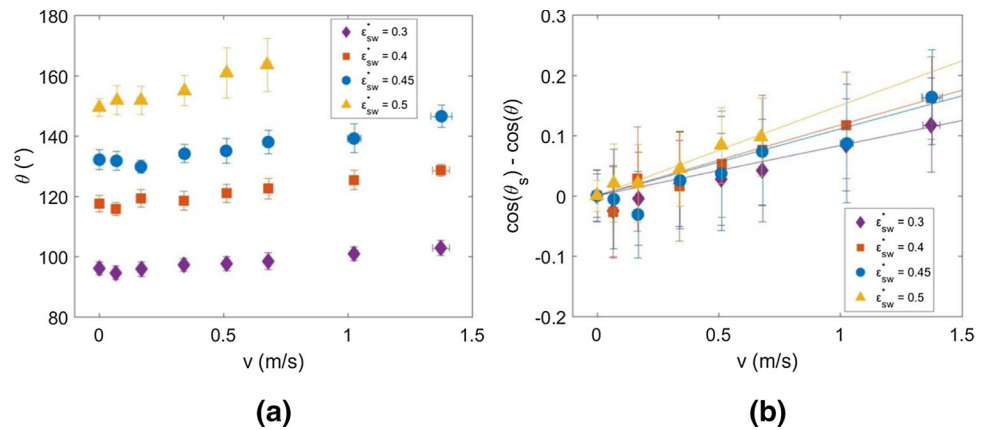 180
160
140
120
100
80
θ (°)
0
0.5
1
1.5
v (m/s)
ε*sw = 0.3
ε*sw = 0.4
ε*sw = 0.45
ε*sw = 0.5
(a)
0.3
0.2
0.1
0
-0.1
-0.2
cos(θs) - cos(θ)
0
0.5
1
1.5
v (m/s)
ε*sw = 0.3
ε*sw = 0.4
ε*sw = 0.45
ε*sw = 0.5
(b)